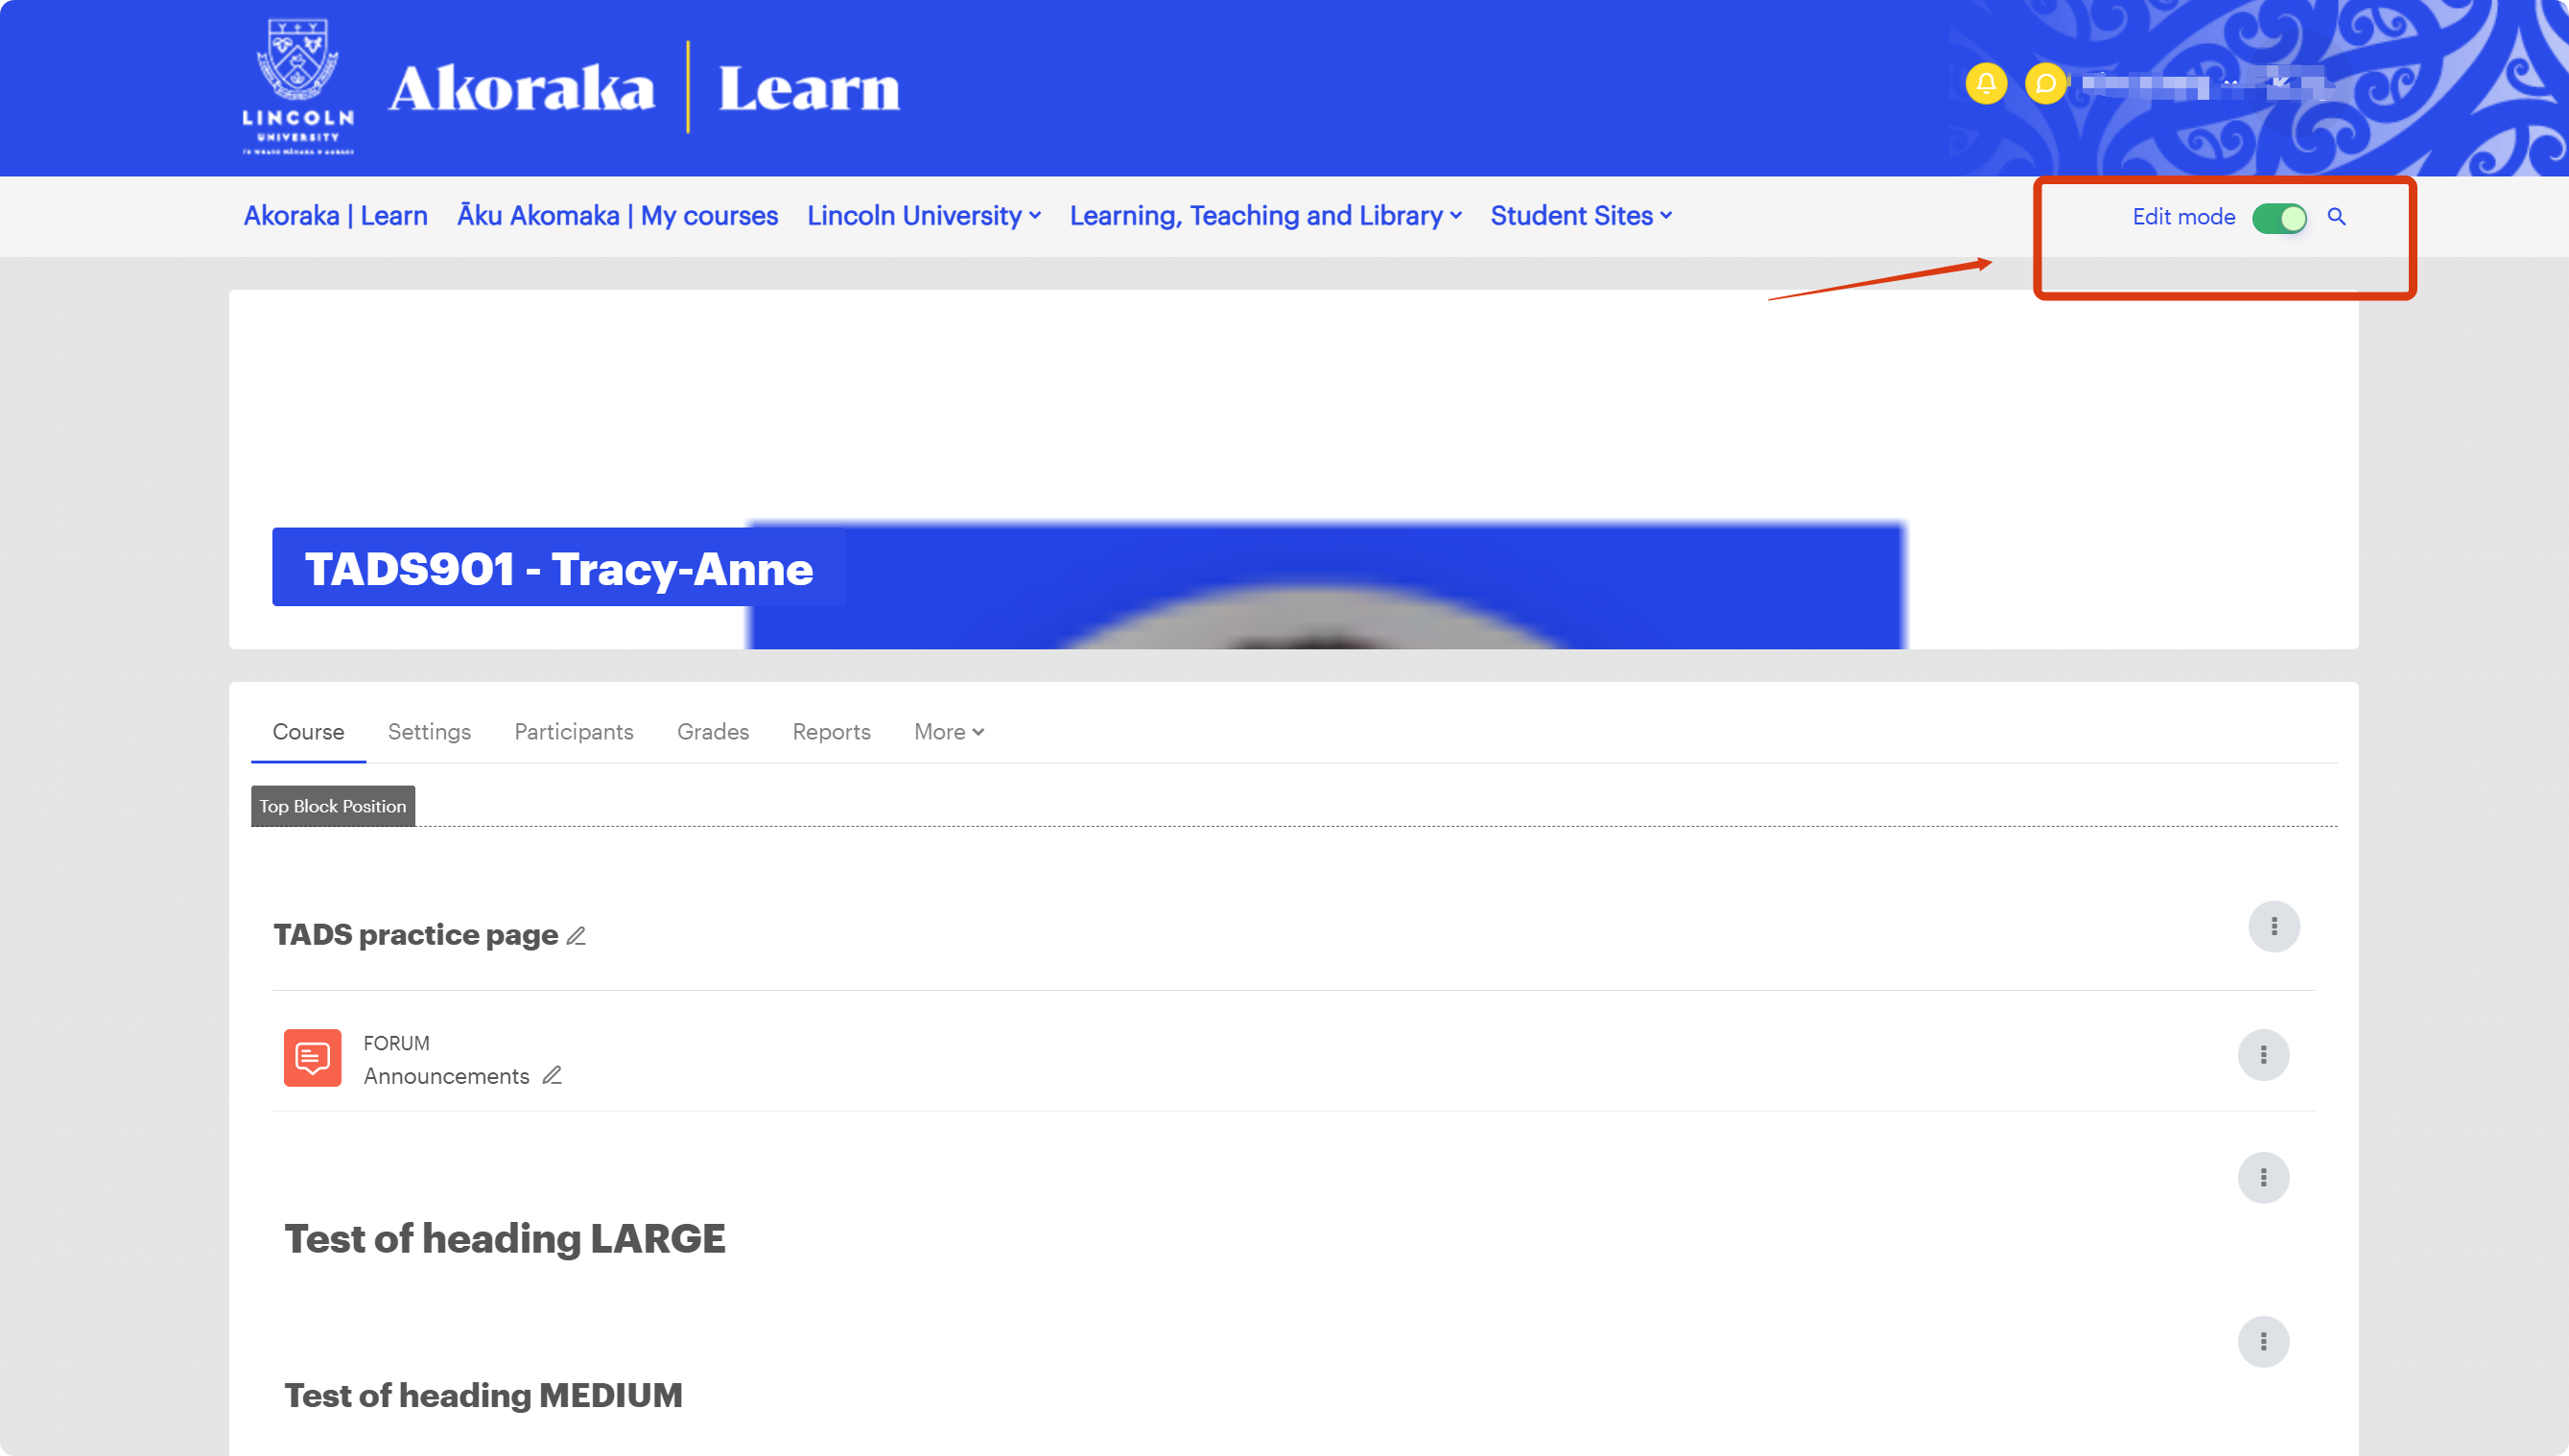 LINCOLN
UNIVERSITY
Akoraka | Learn
Akoraka | Learn
Āku Akomaka | My courses
Lincoln University
Learning, Teaching and Library
Student Sites
Edit mode
TADS901 - Tracy-Anne
Course
Settings
Participants
Grades
Reports
More
Top Block Position
TADS practice page
FORUM
Announcements
Test of heading LARGE
Test of heading MEDIUM